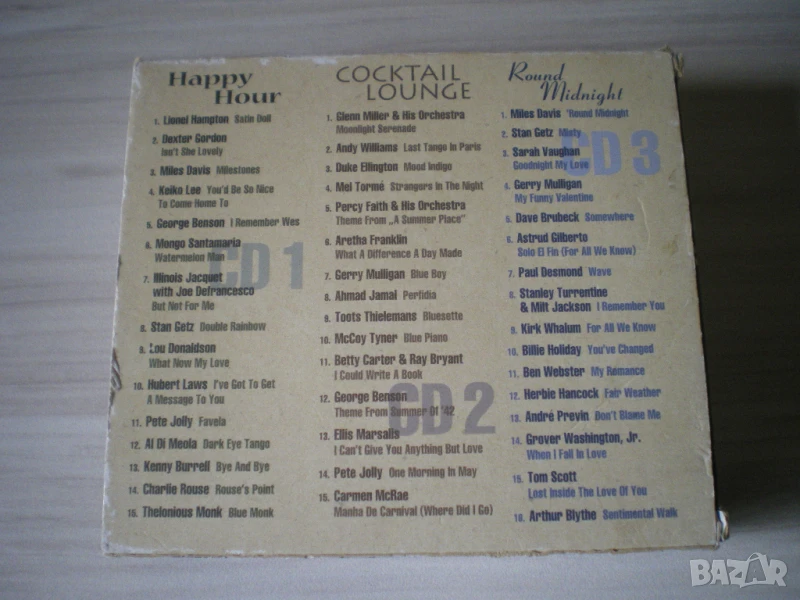 Happy
Hour
CD 1
1. Lionel Hampton Satin Doll
2. Dexter Gordon
Isn't She Lovely
3. Miles Davis Milestones
4. Keiko Lee You'd Be So Nice
To Come Home To
5. George Benson I Remember Wes
6. Mongo Santamaria
Watermelon Man
7. Illinois Jacquet
with Joe Defrancesco
But Not For Me
8. Stan Getz Double Rainbow
9. Lou Donaldson
What Now My Love
10. Hubert Laws I've Got To Get
A Message To You
11. Pete Jolly Favela
12. Al Di Meola Dark Eye Tango
13. Kenny Burrell Bye And Bye
14. Charlie Rouse Rouse's Point
15. Thelonious Monk Blue Monk
COCKTAIL
LOUNGE
CD 2
1. Glenn Miller & His Orchestra
Moonlight Serenade
2. Andy Williams Last Tango in Paris
3. Duke Ellington Mood Indigo
4. Mel Tormé Strangers In The Night
5. Percy Faith & His Orchestra
Theme From „A Summer Place"
6. Aretha Franklin
What A Difference A Day Made
7. Gerry Mulligan Blue Boy
8. Ahmad Jamal Perfidia
9. Toots Thielemans Bluesette
10. McCoy Tyner Blue Piano
11. Betty Carter & Ray Bryant
I Could Write A Book
12. George Benson
Theme From Summer Of '42
13. Ellis Marsalis
I Can't Give You Anything But Love
14. Pete Jolly One Morning In May
15. Carmen McRae
Manha De Carnival (Where Did I Go)
Round
Midnight
CD 3
1. Miles Davis 'Round Midnight
2. Stan Getz Misty
3. Sarah Vaughan
Goodnight My Love
4. Gerry Mulligan
My Funny Valentine
5. Dave Brubeck Somewhere
6. Astrud Gilberto
Solo El Fin (For All We Know)
7. Paul Desmond Wave
8. Stanley Turrentine
& Milt Jackson I Remember You
9. Kirk Whalum For All We Know
10. Billie Holiday You've Changed
11. Ben Webster My Romance
12. Herbie Hancock Fair Weather
13. André Previn Don't Blame Me
14. Grover Washington, Jr.
When I Fall In Love
15. Tom Scott
Lost Inside The Love Of You
16. Arthur Blythe Sentimental Walk
BAZAR